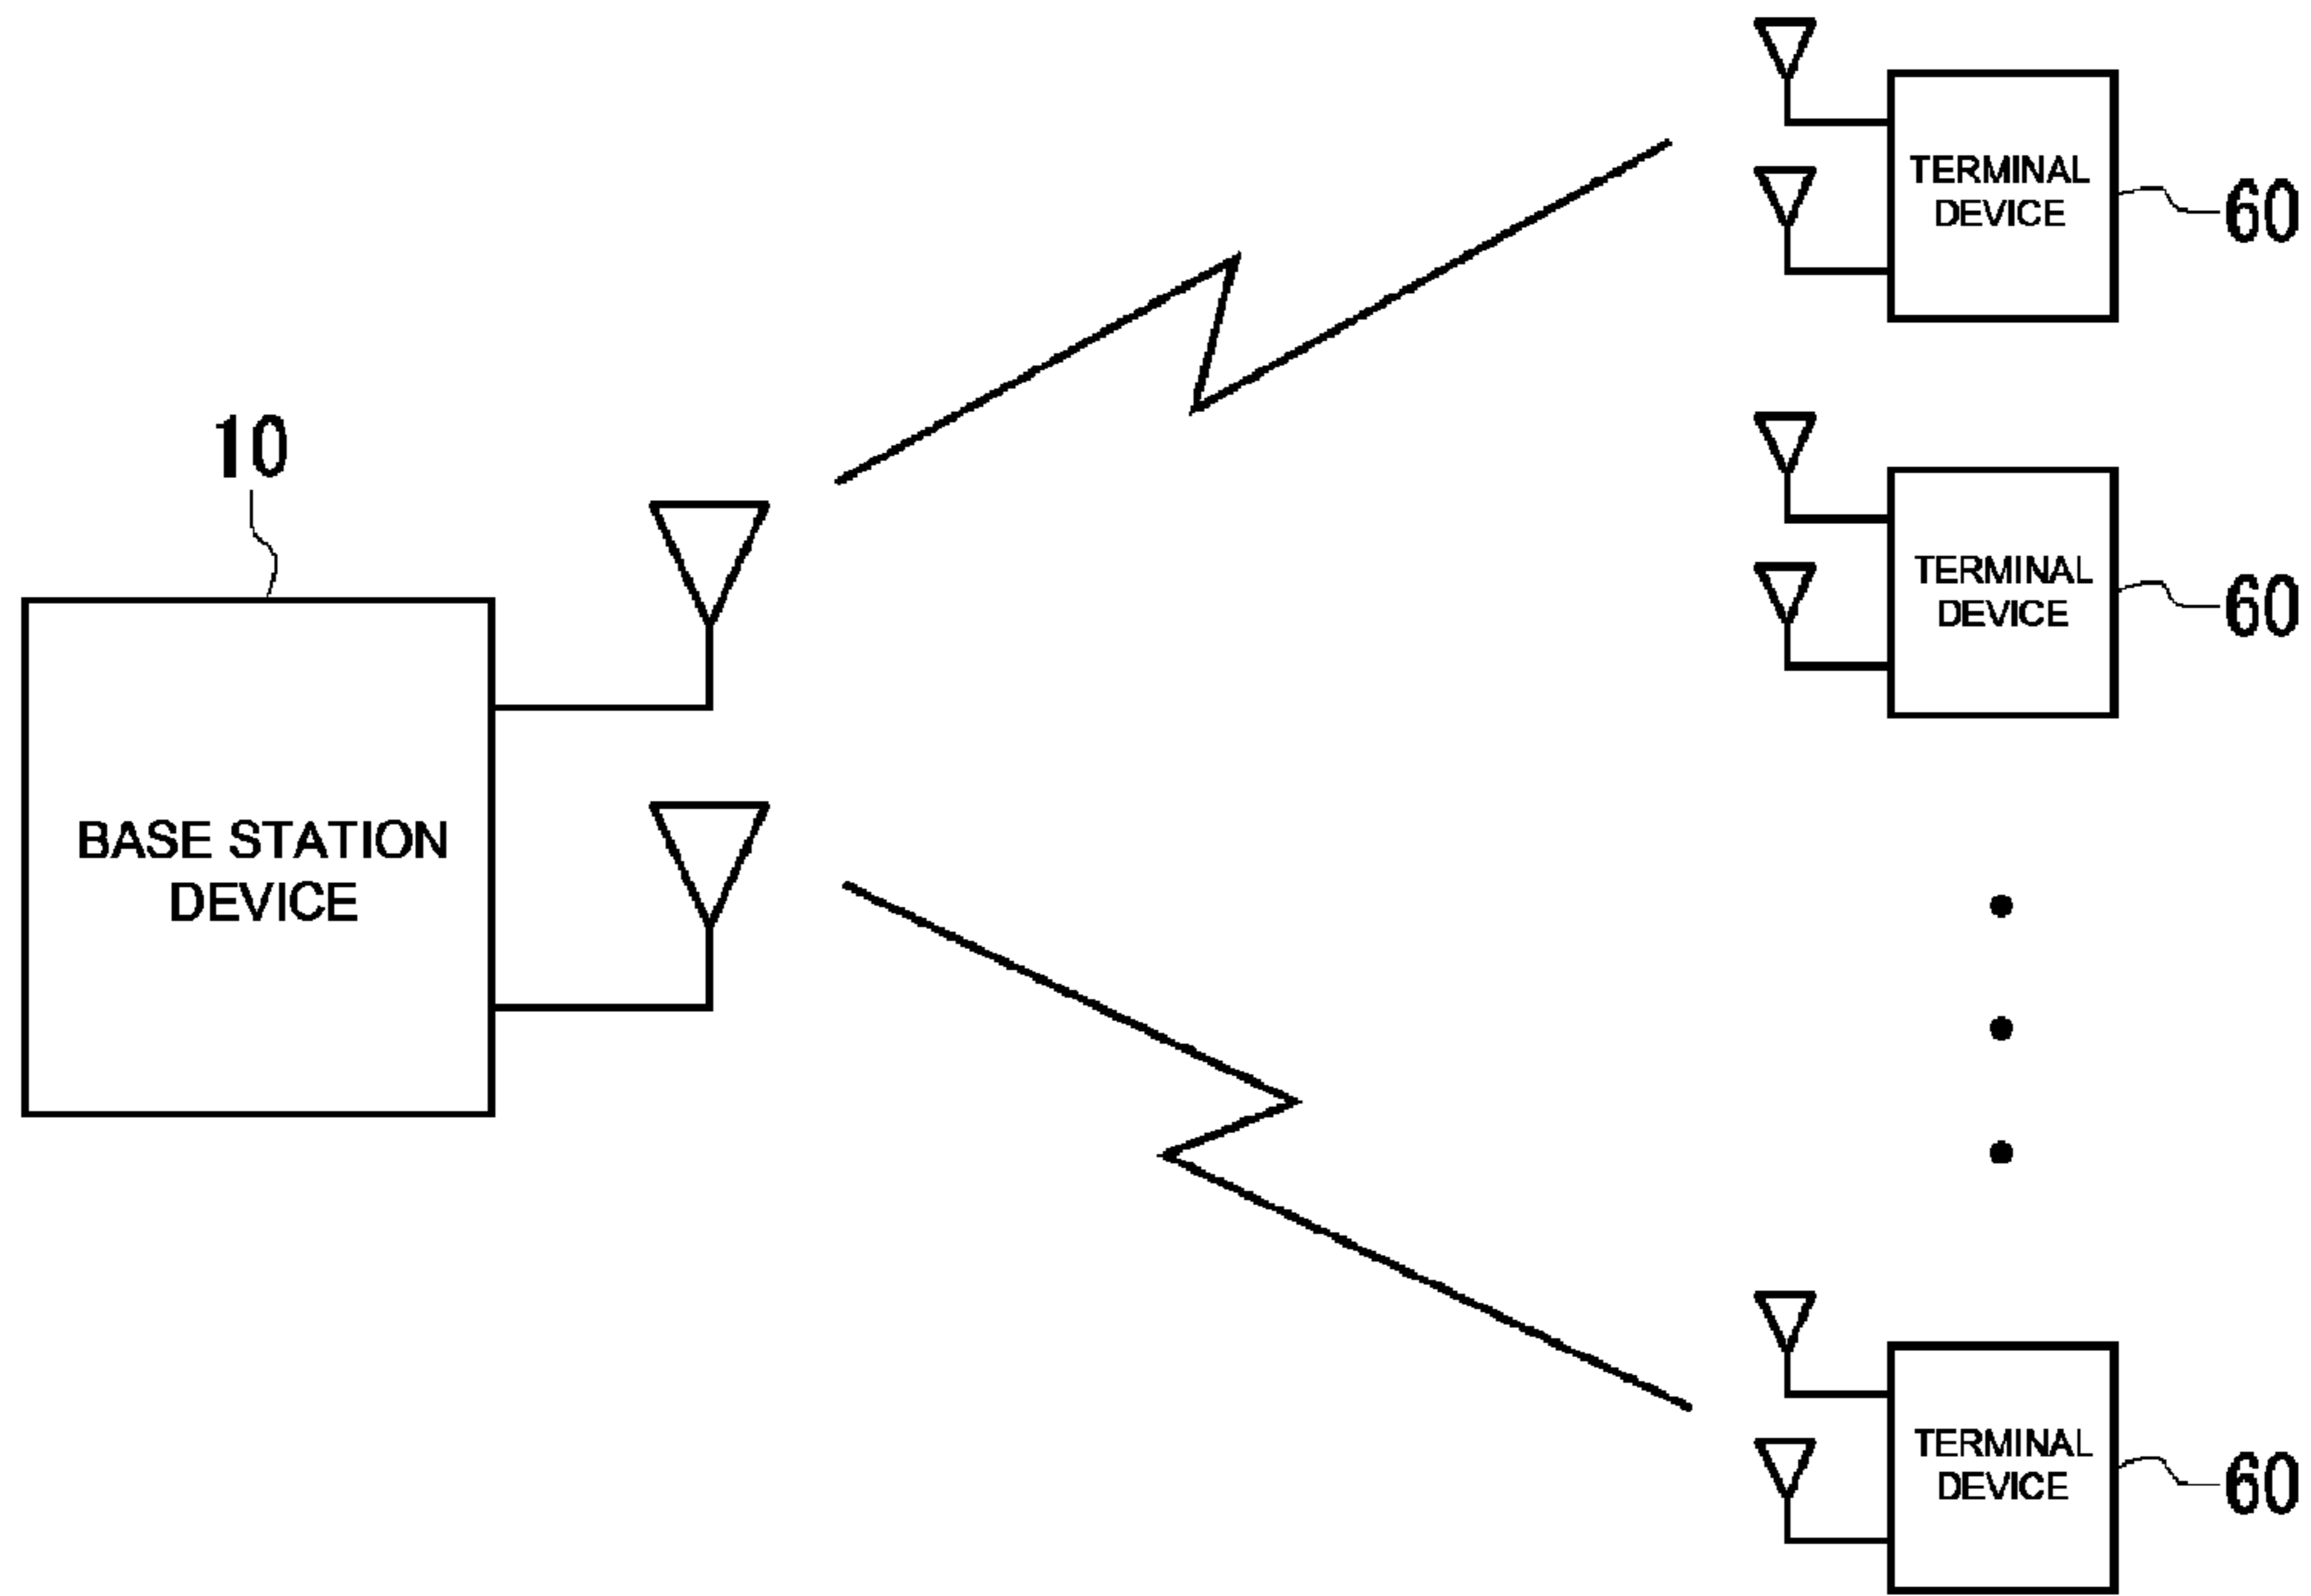 10
BASE STATION
DEVICE
TERMINAL
DEVICE
60
TERMINAL
DEVICE
60
TERMINAL
DEVICE
60